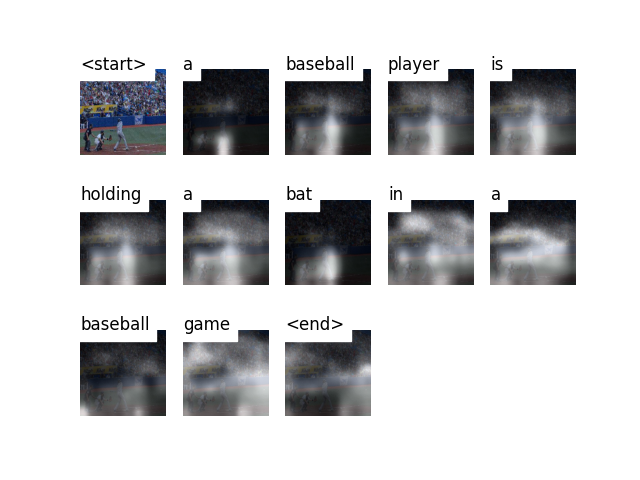 <start> a baseball player is
holding a bat in a
baseball game <end>